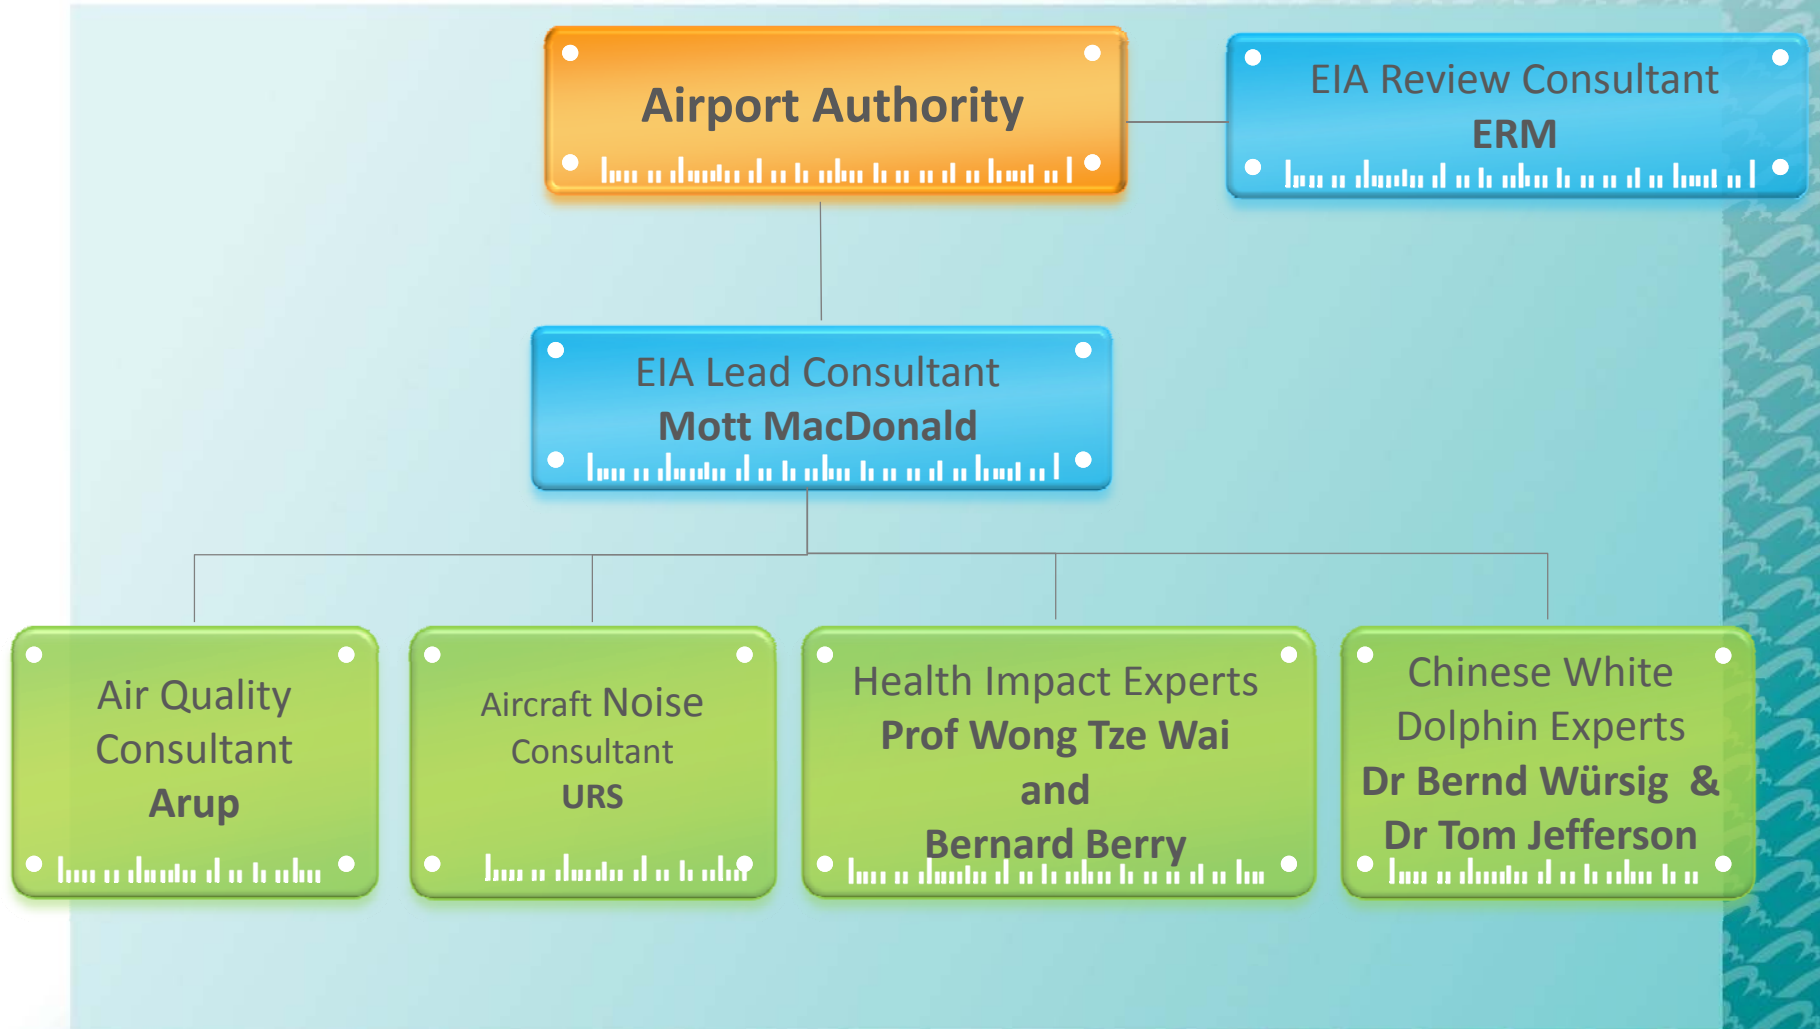 Airport Authority
EIA Review Consultant
ERM
EIA Lead Consultant
Mott MacDonald
Air Quality
Consultant
Arup
Aircraft Noise
Consultant
URS
Health Impact Experts
Prof Wong Tze Wai
and
Bernard Berry
Chinese White
Dolphin Experts
Dr Bernd Würsig &
Dr Tom Jefferson